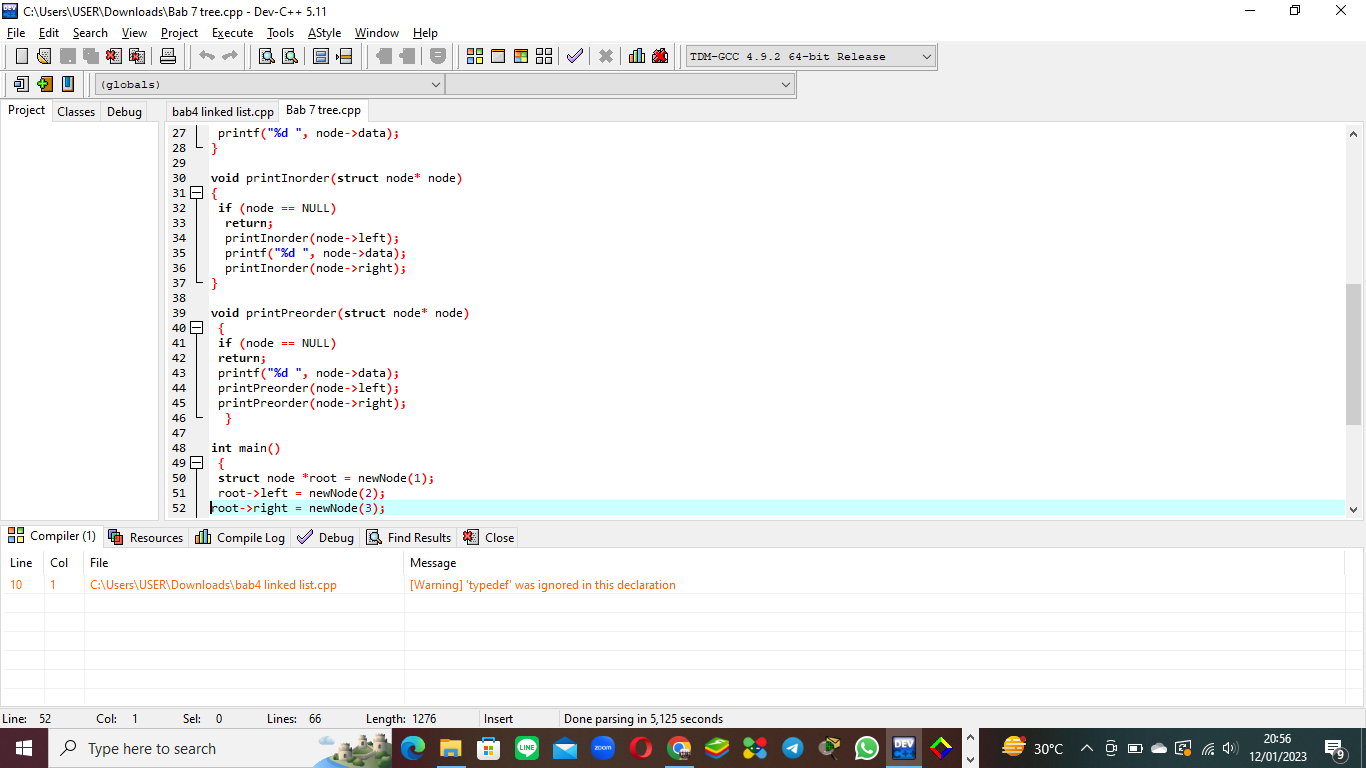 C:\Users\USER\Downloads\Bab 7 tree.cpp - Dev-C++ 5.11
File Edit Search View Project Execute Tools AStyle Window Help
TDM-GCC 4.9.2 64-bit Release
(globals)
Project Classes Debug bab4 linked list.cpp Bab 7 tree.cpp
27 printf("%d ", node->data);
28 }
29
30 void printInorder(struct node* node)
31 {
32 if (node == NULL)
33 return;
34 printInorder(node->left);
35 printf("%d ", node->data);
36 printInorder(node->right);
37 }
38
39 void printPreorder(struct node* node)
40 {
41 if (node == NULL)
42 return;
43 printf("%d ", node->data);
44 printPreorder(node->left);
45 printPreorder(node->right);
46 }
47
48 int main()
49 {
50 struct node *root = newNode(1);
51 root->left = newNode(2);
52 root->right = newNode(3);
Compiler (1) Resources Compile Log Debug Find Results Close
Line Col File Message
10 1 C:\Users\USER\Downloads\bab4 linked list.cpp [Warning] 'typedef' was ignored in this declaration
Line: 52 Col: 1 Sel: 0 Lines: 66 Length: 1276 Insert Done parsing in 5,125 seconds
Type here to search
LINE
zoom
DEV
30°C
20:56
12/01/2023
9